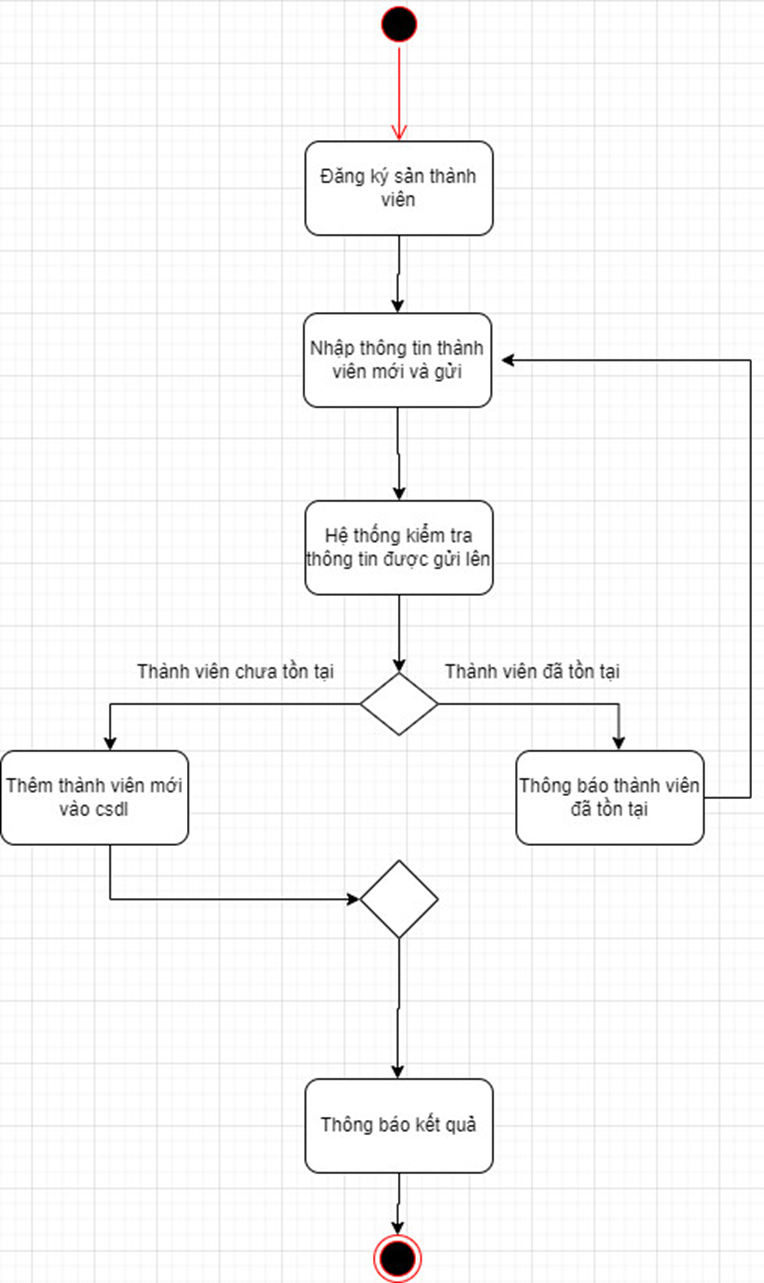 Đăng ký sản thành
viên
Nhập thông tin thành
viên mới và gửi
Hệ thống kiểm tra
thông tin được gửi lên
Thành viên chưa tồn tại
Thành viên đã tồn tại
Thêm thành viên mới
vào csdl
Thông báo thành viên
đã tồn tại
Thông báo kết quả